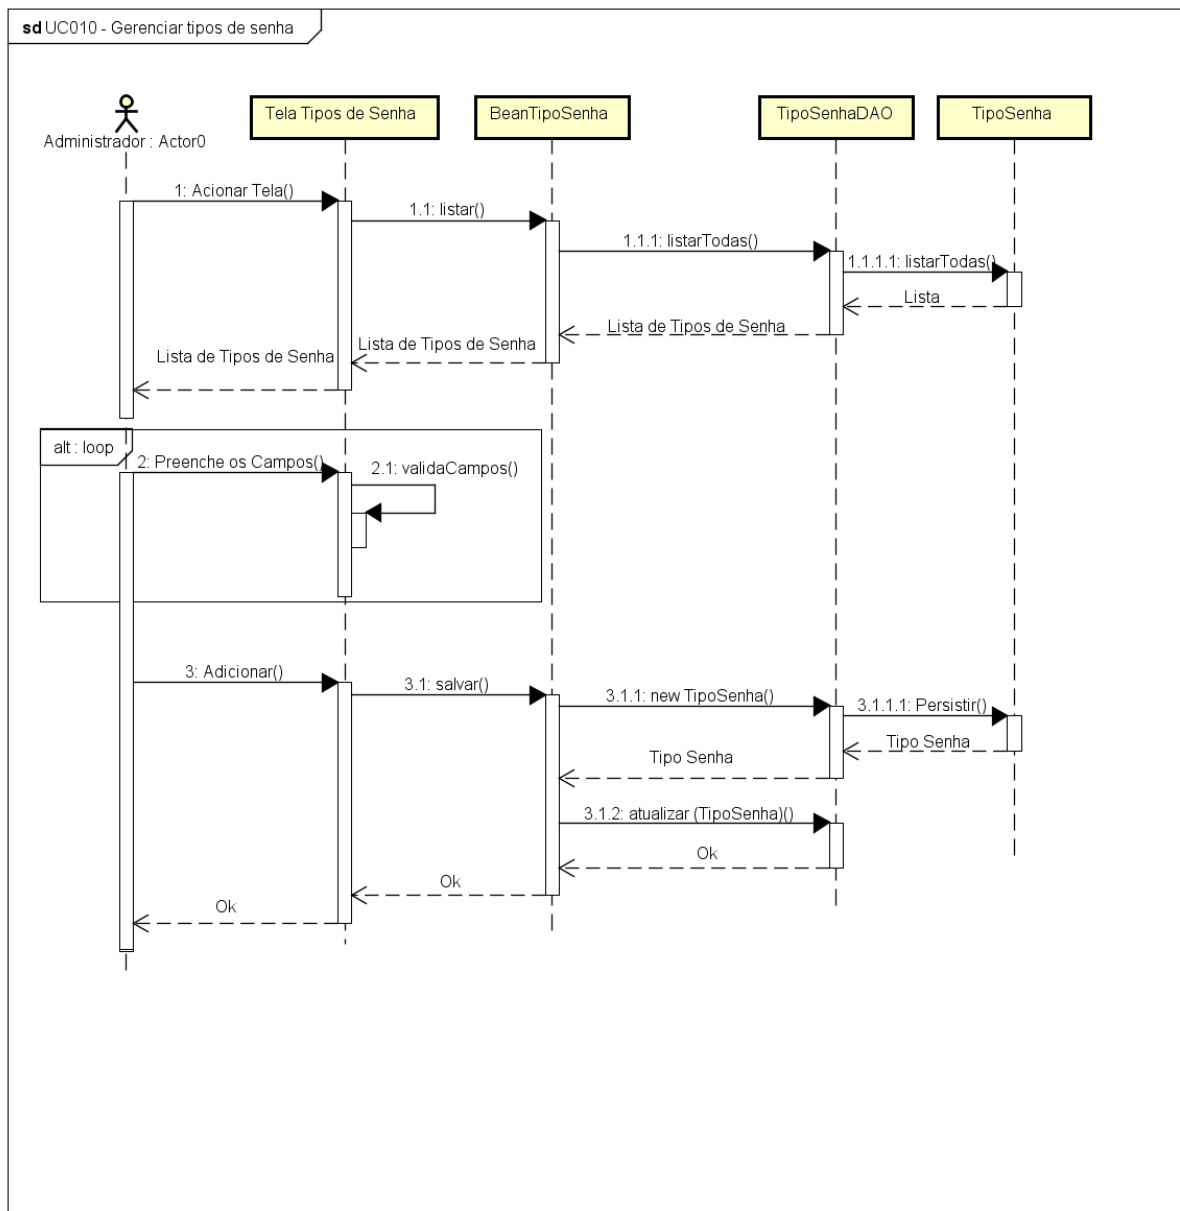 sd UC010 - Gerenciar tipos de senha
Administrador : Actor0
Tela Tipos de Senha
BeanTipoSenha
TipoSenhaDAO
TipoSenha
1: Acionar Tela()
1.1: listar()
1.1.1: listarTodas()
1.1.1.1: listarTodas()
Lista
Lista de Tipos de Senha
Lista de Tipos de Senha
Lista de Tipos de Senha
alt : loop
2: Preenche os Campos()
2.1: validaCampos()
3: Adicionar()
3.1: salvar()
3.1.1: new TipoSenha()
3.1.1.1: Persistir()
Tipo Senha
Tipo Senha
3.1.2: atualizar (TipoSenha)()
Ok
Ok
Ok